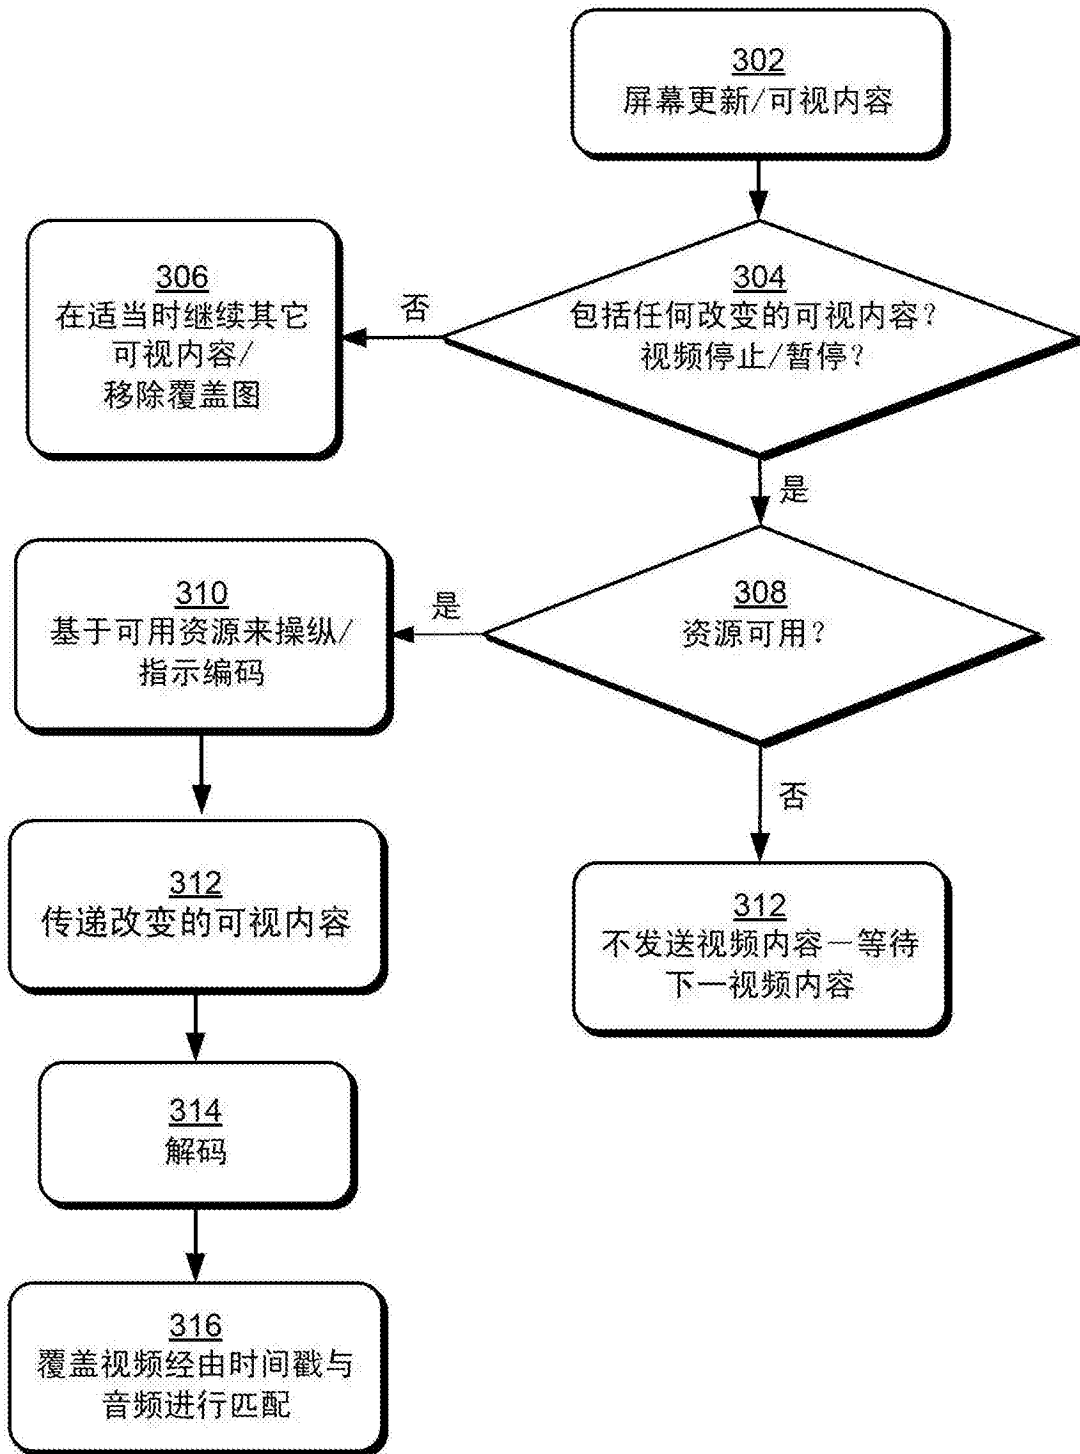 302
屏幕更新/可视内容
304
包括任何改变的可视内容？
视频停止/暂停？
否
306
在适当时继续其它
可视内容/
移除覆盖图
是
308
资源可用？
是
310
基于可用资源来操纵/
指示编码
否
312
不发送视频内容－等待
下一视频内容
312
传递改变的可视内容
314
解码
316
覆盖视频经由时间戳与
音频进行匹配